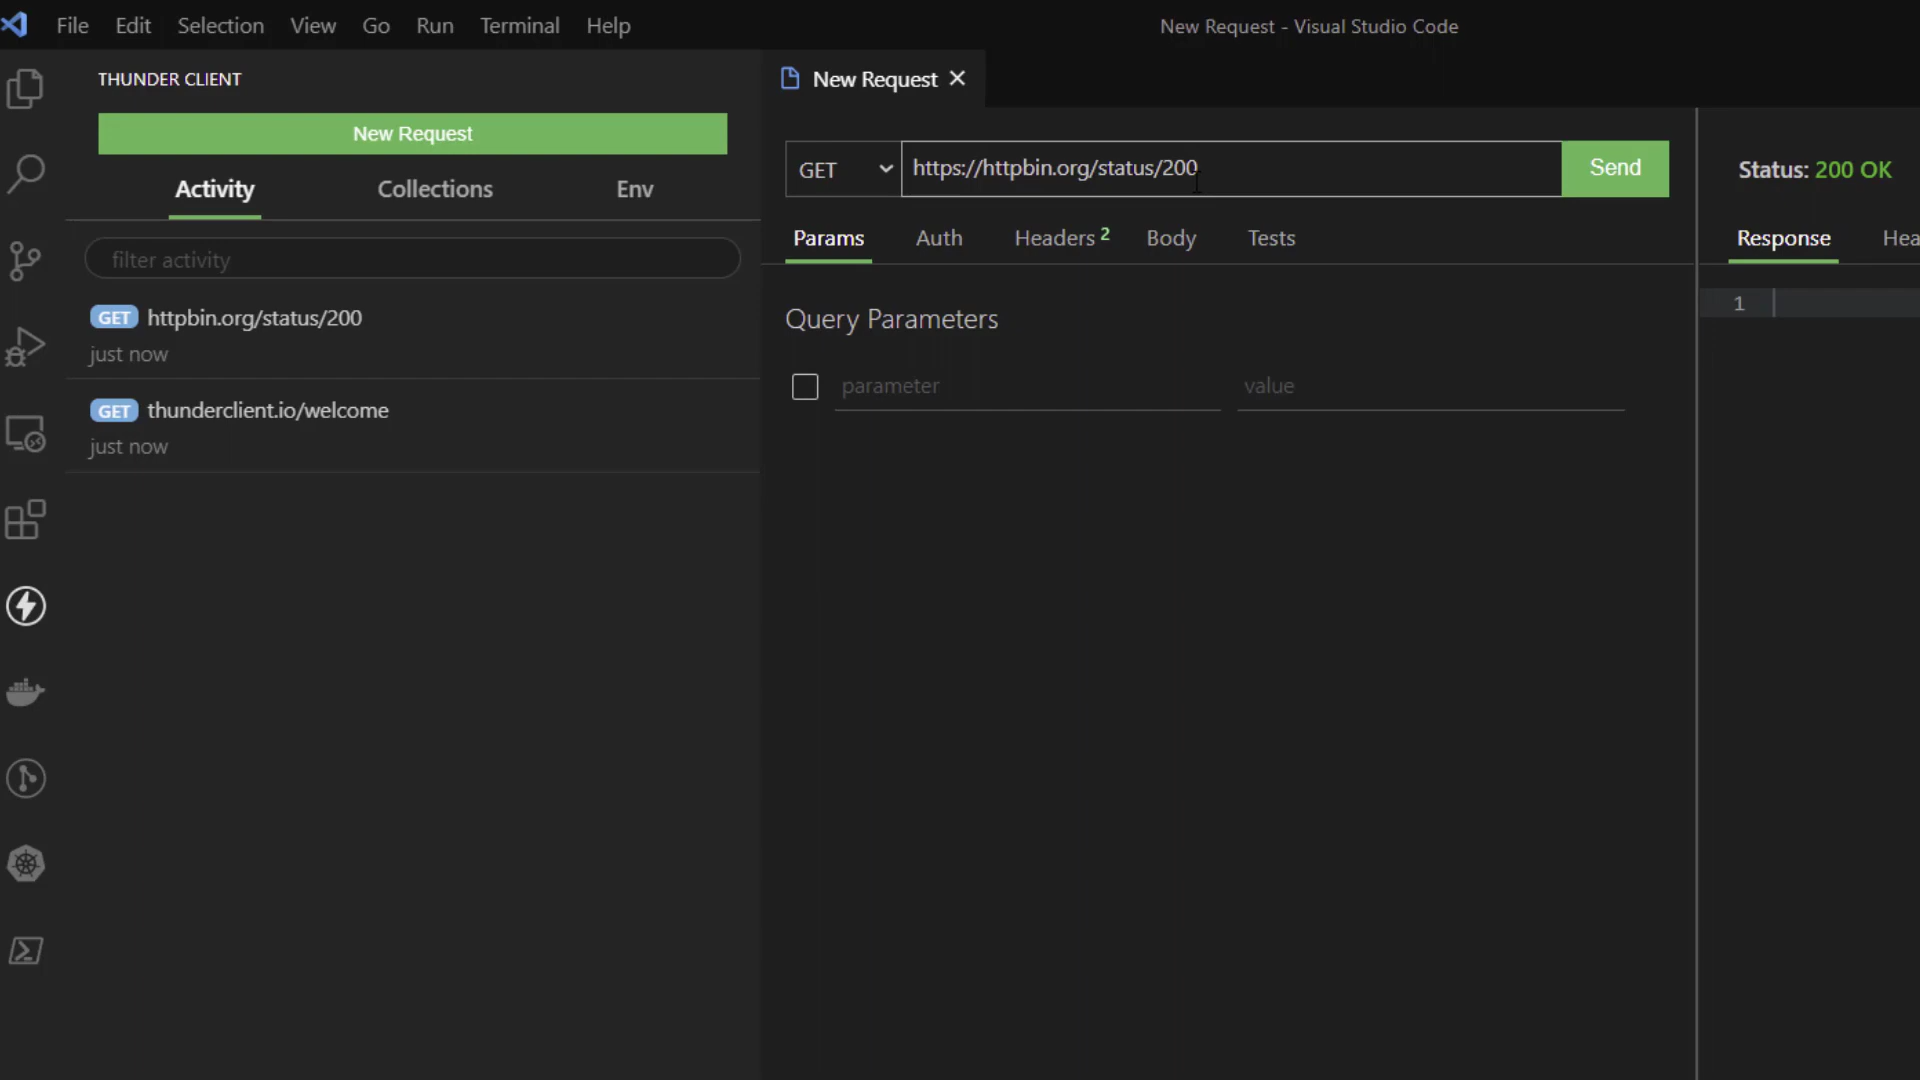 File Edit Selection View Go Run Terminal Help
New Request - Visual Studio Code
THUNDER CLIENT
New Request
Activity Collections Env
filter activity
GET httpbin.org/status/200
just now
GET thunderclient.io/welcome
just now
New Request
GET https://httpbin.org/status/200 Send
Params Auth Headers 2 Body Tests
Query Parameters
parameter value
Status: 200 OK
Response Hea
1